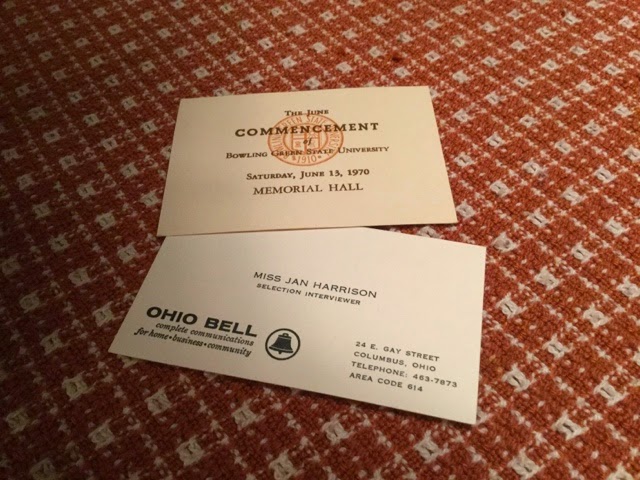 The June
COMMENCEMENT
of
Bowling Green State University
Saturday, June 13, 1970
MEMORIAL HALL
1910
MISS JAN HARRISON
SELECTION INTERVIEWER
OHIO BELL
complete communications
for home • business • community
24 E. GAY STREET
COLUMBUS, OHIO
TELEPHONE: 463-7873
AREA CODE 614